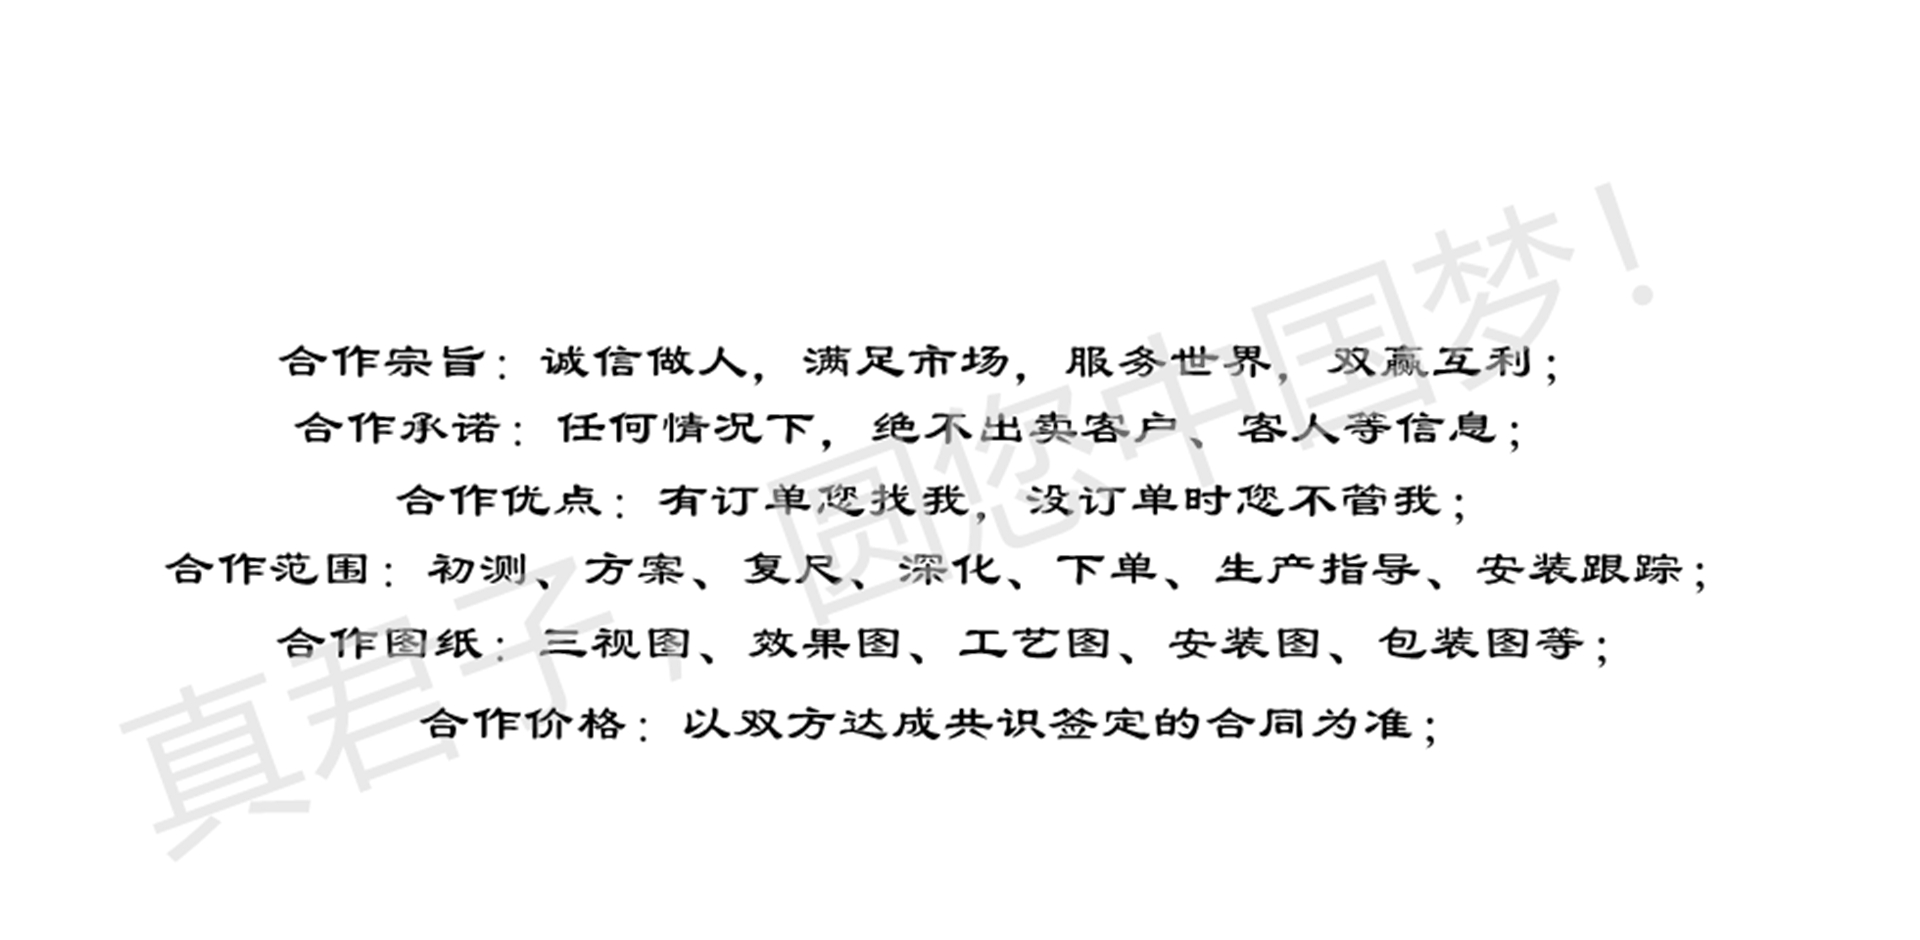 合作宗旨：诚信做人，满足市场，服务世界，双赢互利；
合作承诺：任何情况下，绝不出卖客户、客人等信息；
合作优点：有订单您找我，没订单时您不管我；
合作范围：初测、方案、复尺、深化、下单、生产指导、安装跟踪；
合作图纸：三视图、效果图、工艺图、安装图、包装图等；
合作价格：以双方达成共识签定的合同为准；
真君子，圆您中国梦！